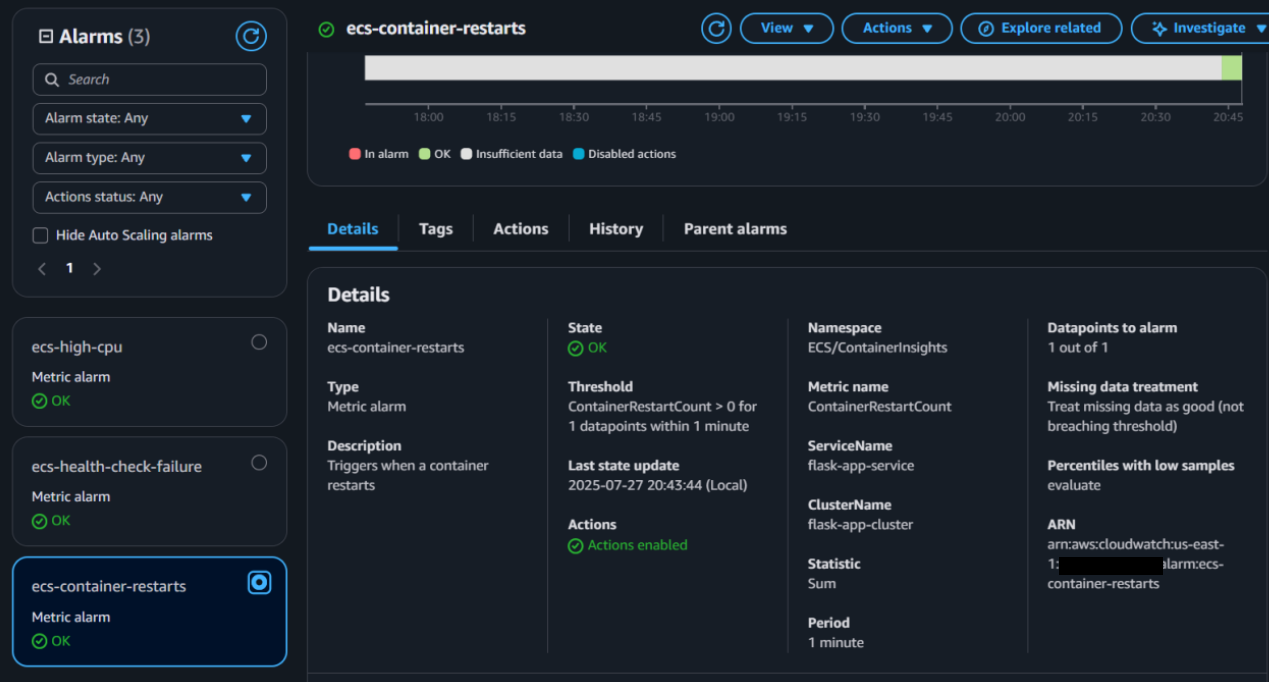 Alarms (3)
Search
Alarm state: Any
Alarm type: Any
Actions status: Any
Hide Auto Scaling alarms
1
ecs-high-cpu
Metric alarm
OK
ecs-health-check-failure
Metric alarm
OK
ecs-container-restarts
Metric alarm
OK
ecs-container-restarts
View
Actions
Explore related
Investigate
18:00 18:15 18:30 18:45 19:00 19:15 19:30 19:45 20:00 20:15 20:30 20:45
In alarm OK Insufficient data Disabled actions
Details Tags Actions History Parent alarms
Details
Name
ecs-container-restarts
Type
Metric alarm
Description
Triggers when a container
restarts
State
OK
Threshold
ContainerRestartCount > 0 for
1 datapoints within 1 minute
Last state update
2025-07-27 20:43:44 (Local)
Actions
Actions enabled
Namespace
ECS/ContainerInsights
Metric name
ContainerRestartCount
ServiceName
flask-app-service
ClusterName
flask-app-cluster
Statistic
Sum
Period
1 minute
Datapoints to alarm
1 out of 1
Missing data treatment
Treat missing data as good (not
breaching threshold)
Percentiles with low samples
evaluate
ARN
arn:aws:cloudwatch:us-east-
1: alarm:ecs-
container-restarts